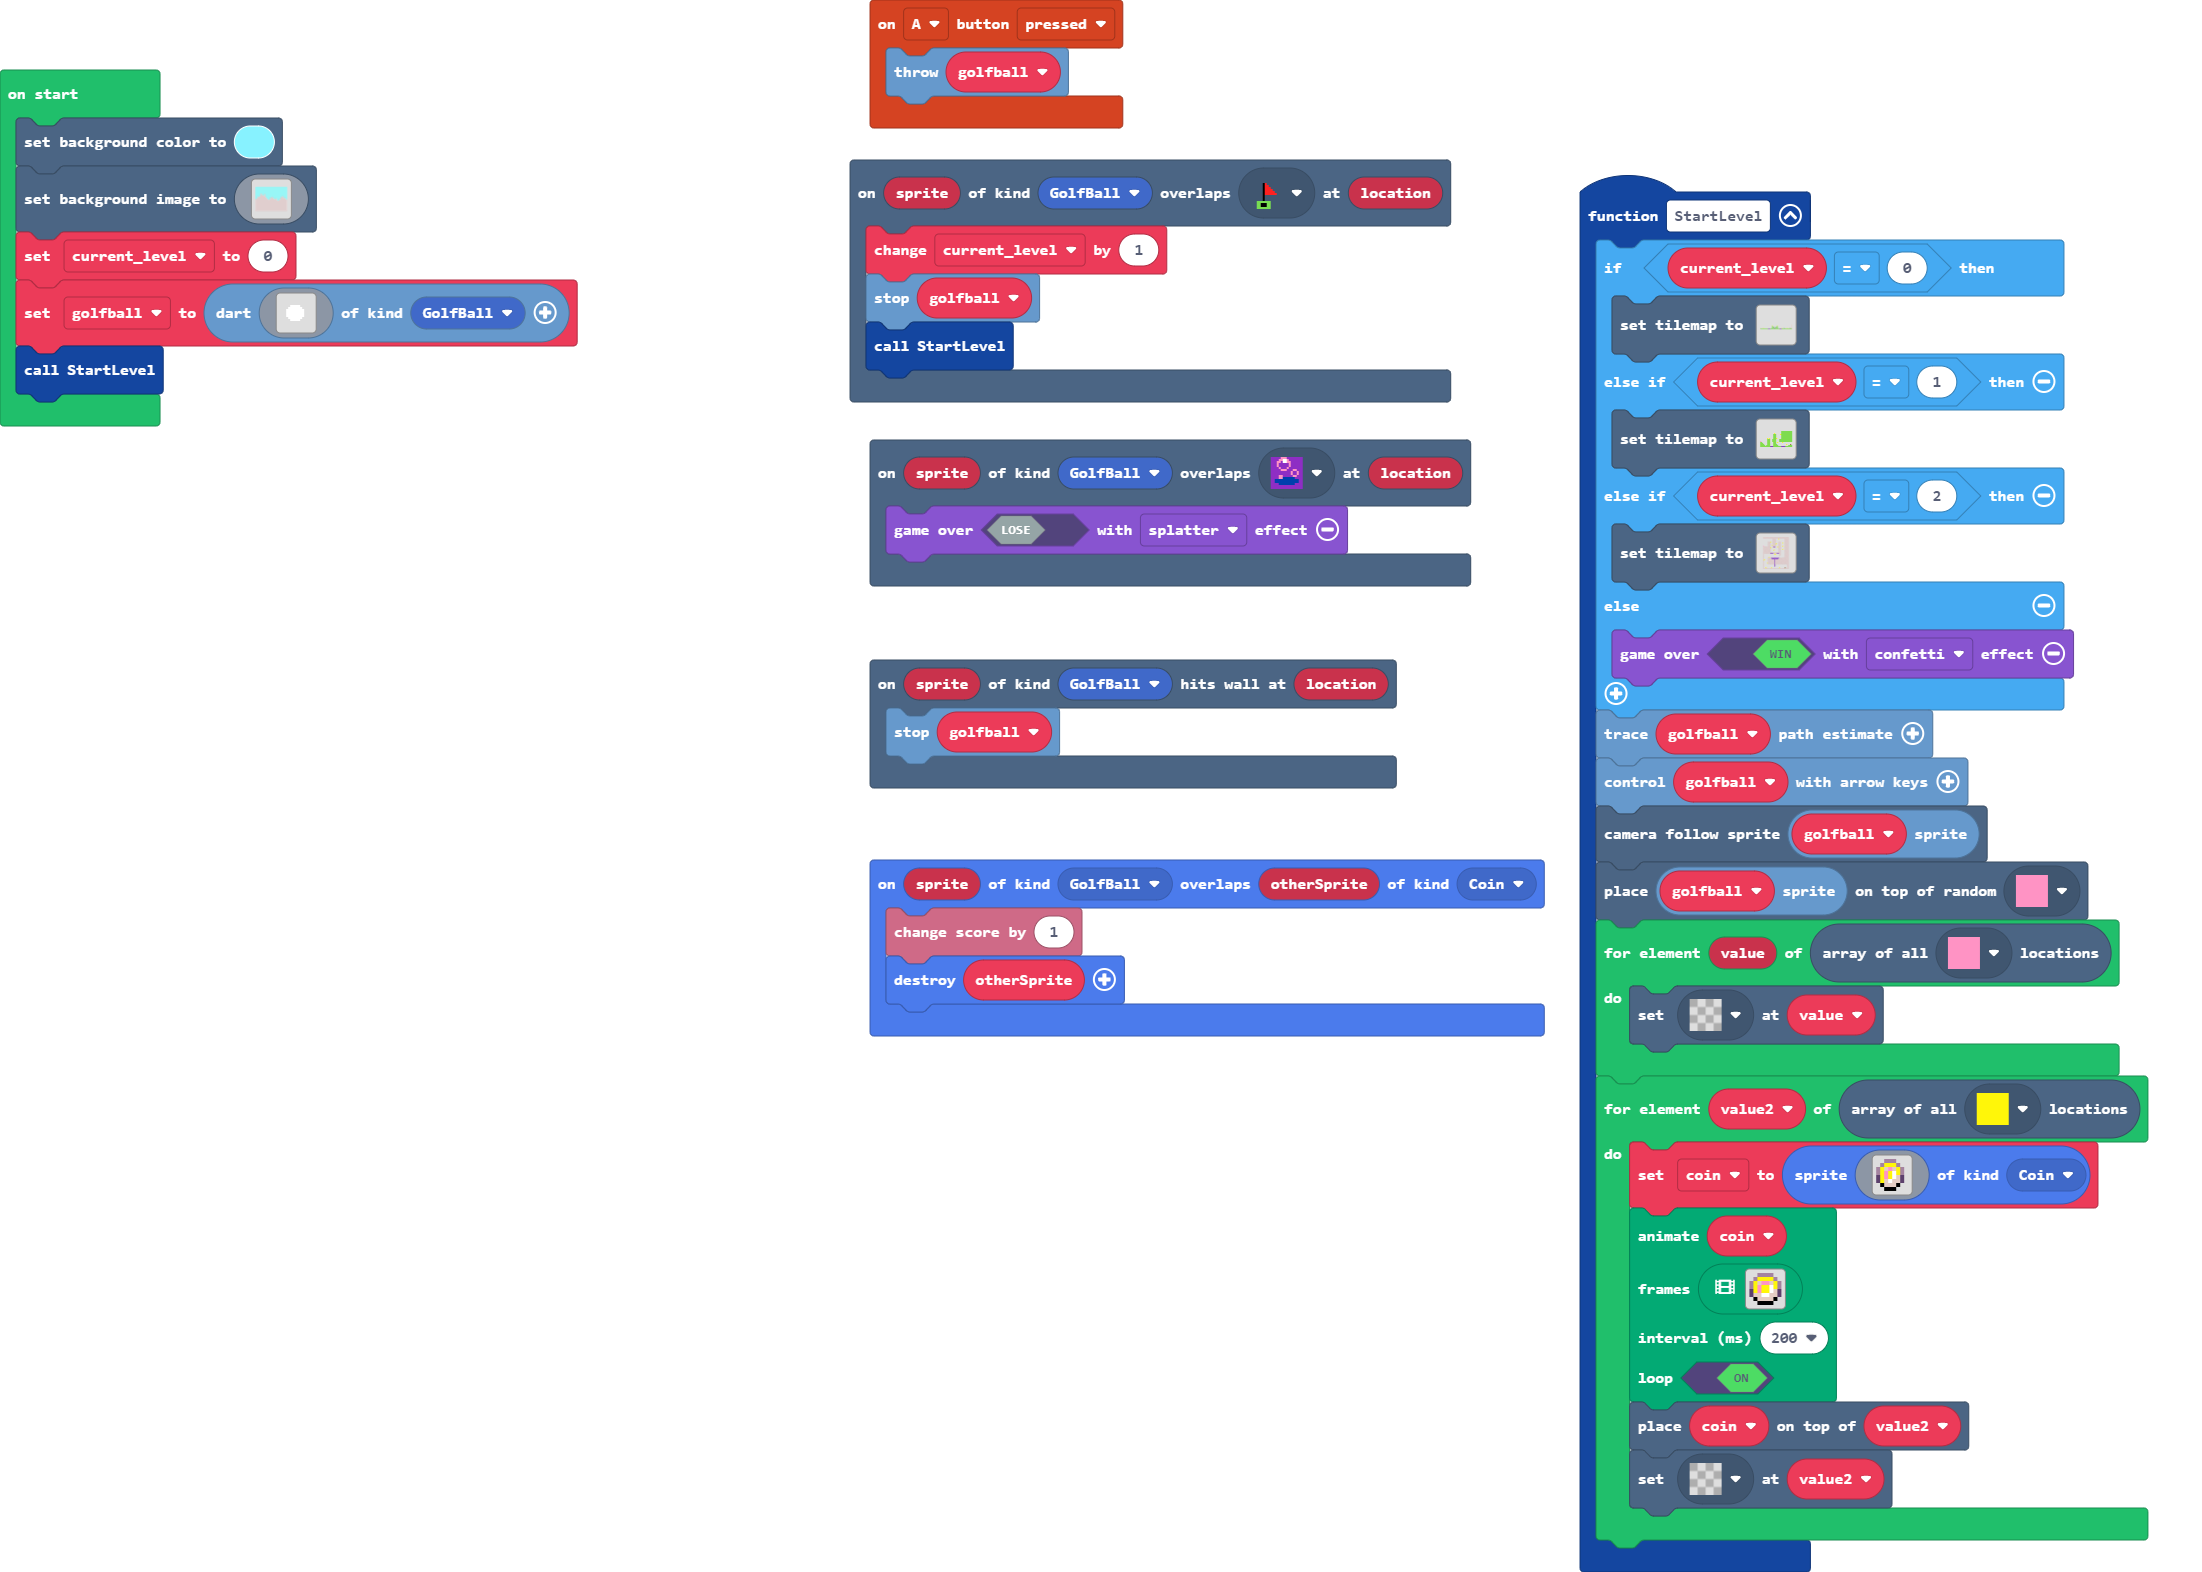 on start
set background color to
set background image to
set current_level to 0
set golfball to dart of kind GolfBall
call StartLevel
on A button pressed
throw golfball
on sprite of kind GolfBall overlaps at location
change current_level by 1
stop golfball
call StartLevel
on sprite of kind GolfBall overlaps at location
game over LOSE with splatter effect
on sprite of kind GolfBall hits wall at location
stop golfball
on sprite of kind GolfBall overlaps otherSprite of kind Coin
change score by 1
destroy otherSprite
function StartLevel
if current_level = 0 then
set tilemap to
else if current_level = 1 then
set tilemap to
else if current_level = 2 then
set tilemap to
else
game over WIN with confetti effect
trace golfball path estimate
control golfball with arrow keys
camera follow sprite golfball sprite
place golfball sprite on top of random
for element value of array of all locations
do
set at value
for element value2 of array of all locations
do
set coin to sprite of kind Coin
animate coin
frames
interval (ms) 200
loop ON
place coin on top of value2
set at value2